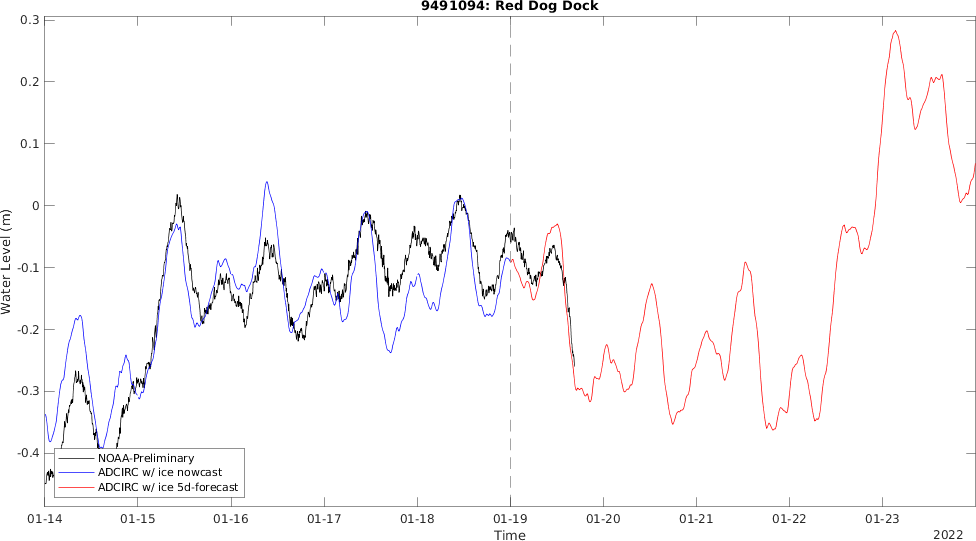 9491094: Red Dog Dock
0.3
0.2
0.1
0
-0.1
-0.2
-0.3
-0.4
Water Level (m)
NOAA-Preliminary
ADCIRC w/ ice nowcast
ADCIRC w/ ice 5d-forecast
01-14 01-15 01-16 01-17 01-18 01-19 01-20 01-21 01-22 01-23
Time
2022